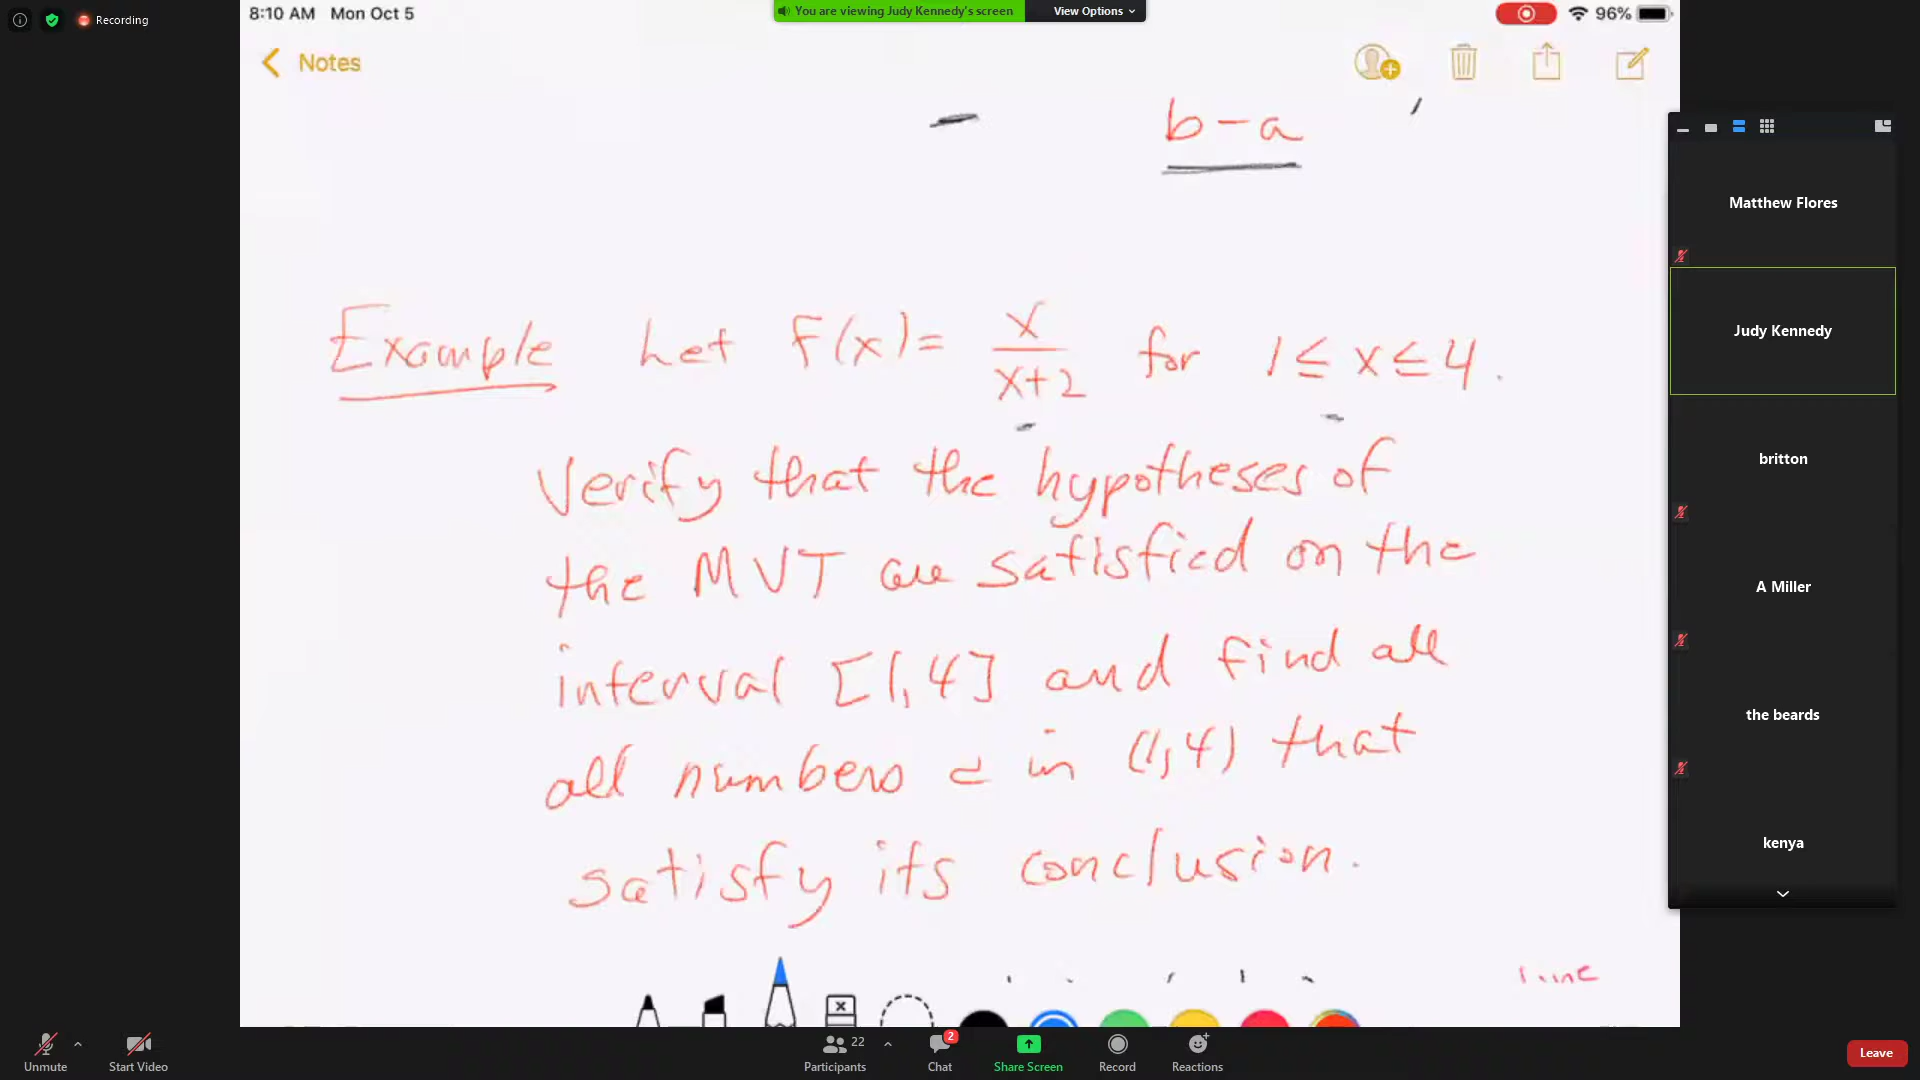 8:10 AM Mon Oct 5
Recording
You are viewing Judy Kennedy's screen View Options
96%
Notes
b-a
Example Let F(x) = x/(x+2) for 1≤ x ≤ 4.
Verify that the hypotheses of
the MVT are satisfied on the
interval [1,4] and find all
all numbers c in (1,4) that
satisfy its conclusion.
Matthew Flores
Judy Kennedy
britton
A Miller
the beards
kenya
Unmute
Start Video
Participants 22
Chat 2
Share Screen
Record
Reactions
Leave